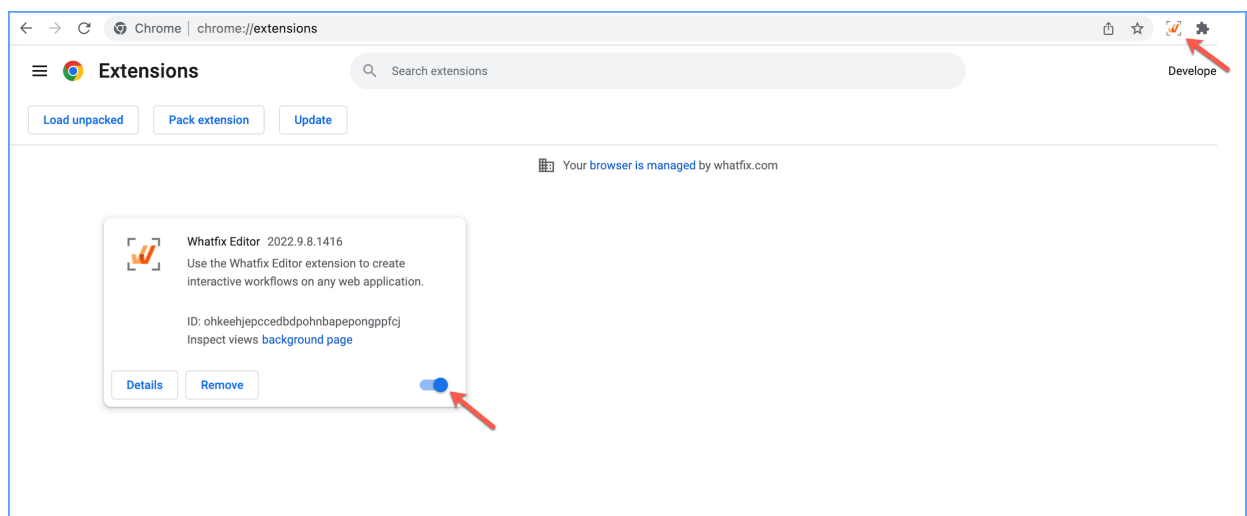 Chrome | chrome://extensions
Extensions
Search extensions
Develope
Load unpacked
Pack extension
Update
Your browser is managed by whatfix.com
Whatfix Editor 2022.9.8.1416
Use the Whatfix Editor extension to create
interactive workflows on any web application.
ID: ohkeehjepccedbdpohnbapepongppfcj
Inspect views background page
Details
Remove